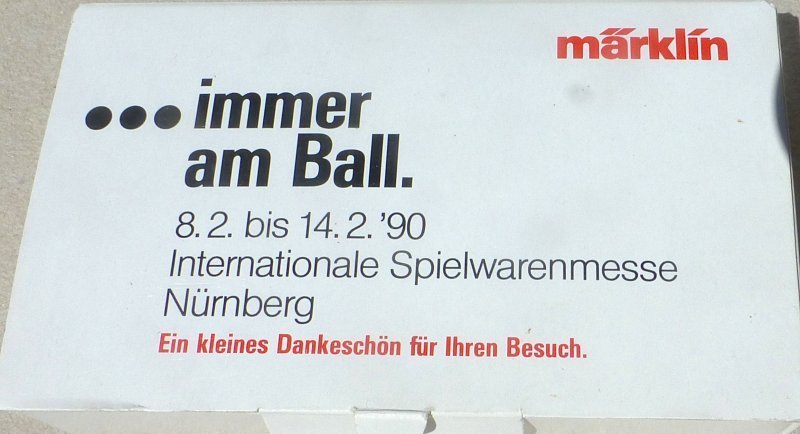 märklin
...immer
am Ball.
8.2. bis 14.2.'90
Internationale Spielwarenmesse
Nürnberg
Ein kleines Dankeschön für Ihren Besuch.